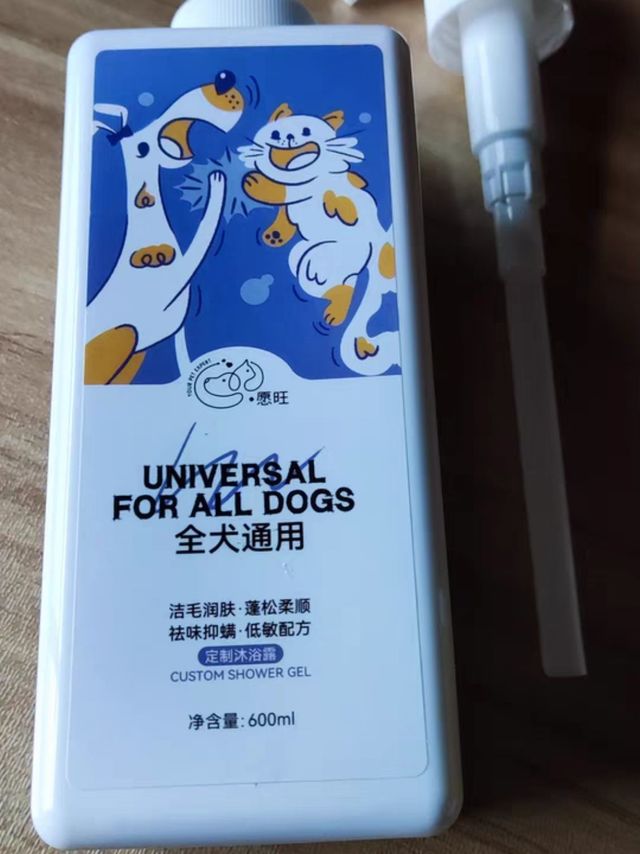 YOUR PET EXPERT
愿旺
UNIVERSAL
FOR ALL DOGS
全犬通用
洁毛润肤·蓬松柔顺
祛味抑螨·低敏配方
定制沐浴露
CUSTOM SHOWER GEL
净含量:600ml